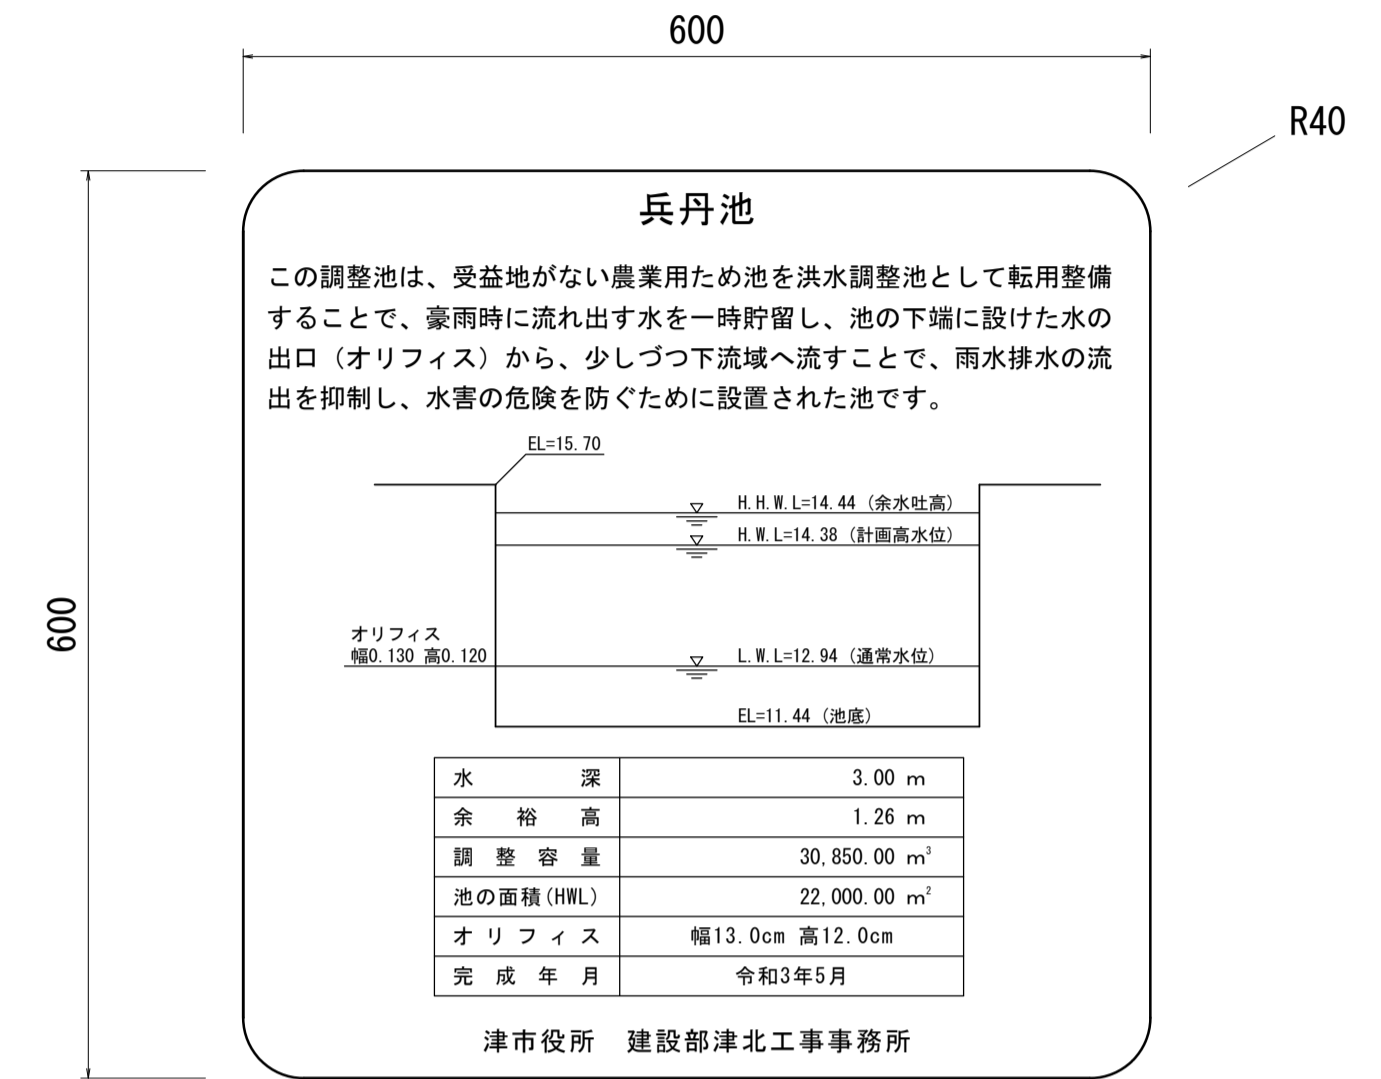 600
R40
600
兵丹池
この調整池は、受益地がない農業用ため池を洪水調整池として転用整備
することで、豪雨時に流れ出す水を一時貯留し、池の下端に設けた水の
出口（オリフィス）から、少しづつ下流域へ流すことで、雨水排水の流
出を抑制し、水害の危険を防ぐために設置された池です。
EL=15.70
H.H.W.L=14.44（余水吐高）
H.W.L=14.38（計画高水位）
オリフィス
幅0.130 高0.120
L.W.L=12.94（通常水位）
EL=11.44（池底）
水深 3.00 m
余裕高 1.26 m
調整容量 30,850.00 m³
池の面積(HWL) 22,000.00 m²
オリフィス 幅13.0cm 高12.0cm
完成年月 令和3年5月
津市役所　建設部津北工事事務所